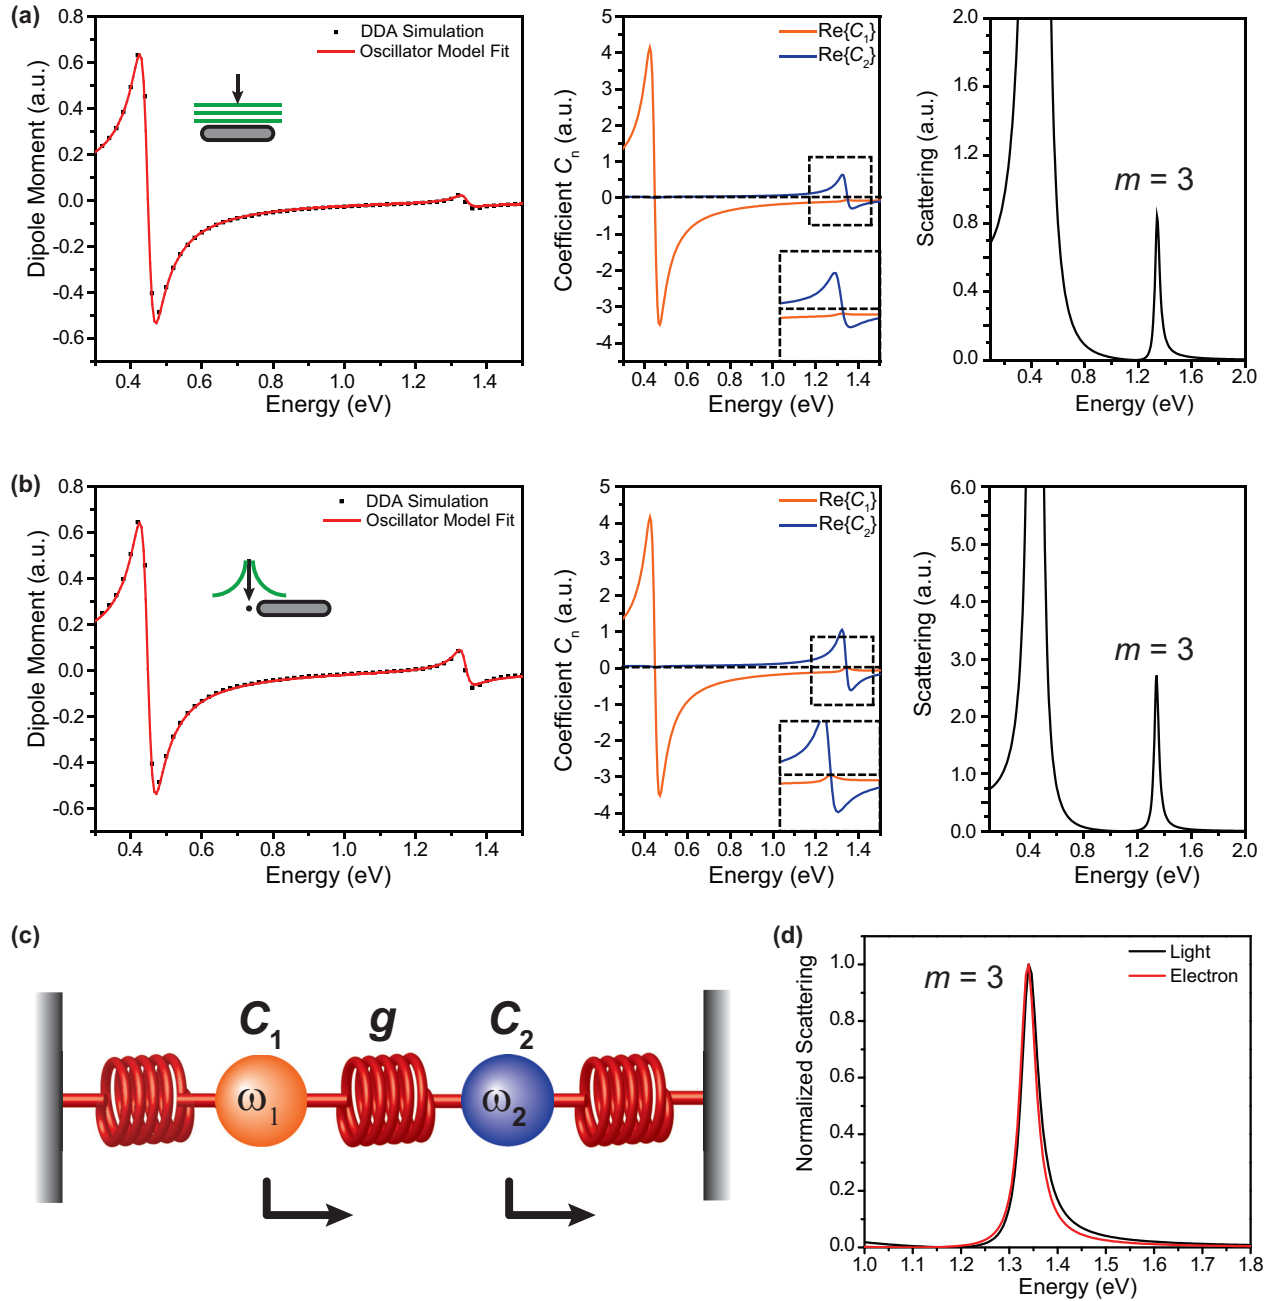 (a)
0.8
0.6
0.4
0.2
0.0
-0.2
-0.4
-0.6
Dipole Moment (a.u.)
DDA Simulation
Oscillator Model Fit
0.4 0.6 0.8 1.0 1.2 1.4
Energy (eV)
5
4
3
2
1
0
-1
-2
-3
-4
Coefficient Cn (a.u.)
Re{C1}
Re{C2}
0.4 0.6 0.8 1.0 1.2 1.4
Energy (eV)
2.0
1.6
1.2
0.8
0.4
0.0
Scattering (a.u.)
m = 3
0.4 0.8 1.2 1.6 2.0
Energy (eV)
(b)
0.8
0.6
0.4
0.2
0.0
-0.2
-0.4
-0.6
Dipole Moment (a.u.)
DDA Simulation
Oscillator Model Fit
0.4 0.6 0.8 1.0 1.2 1.4
Energy (eV)
5
4
3
2
1
0
-1
-2
-3
-4
Coefficient Cn (a.u.)
Re{C1}
Re{C2}
0.4 0.6 0.8 1.0 1.2 1.4
Energy (eV)
6.0
5.0
4.0
3.0
2.0
1.0
0.0
Scattering (a.u.)
m = 3
0.4 0.8 1.2 1.6 2.0
Energy (eV)
(c)
C1 g C2
ω1 ω2
(d)
1.0
0.8
0.6
0.4
0.2
0.0
Normalized Scattering
m = 3
Light
Electron
1.0 1.1 1.2 1.3 1.4 1.5 1.6 1.7 1.8
Energy (eV)